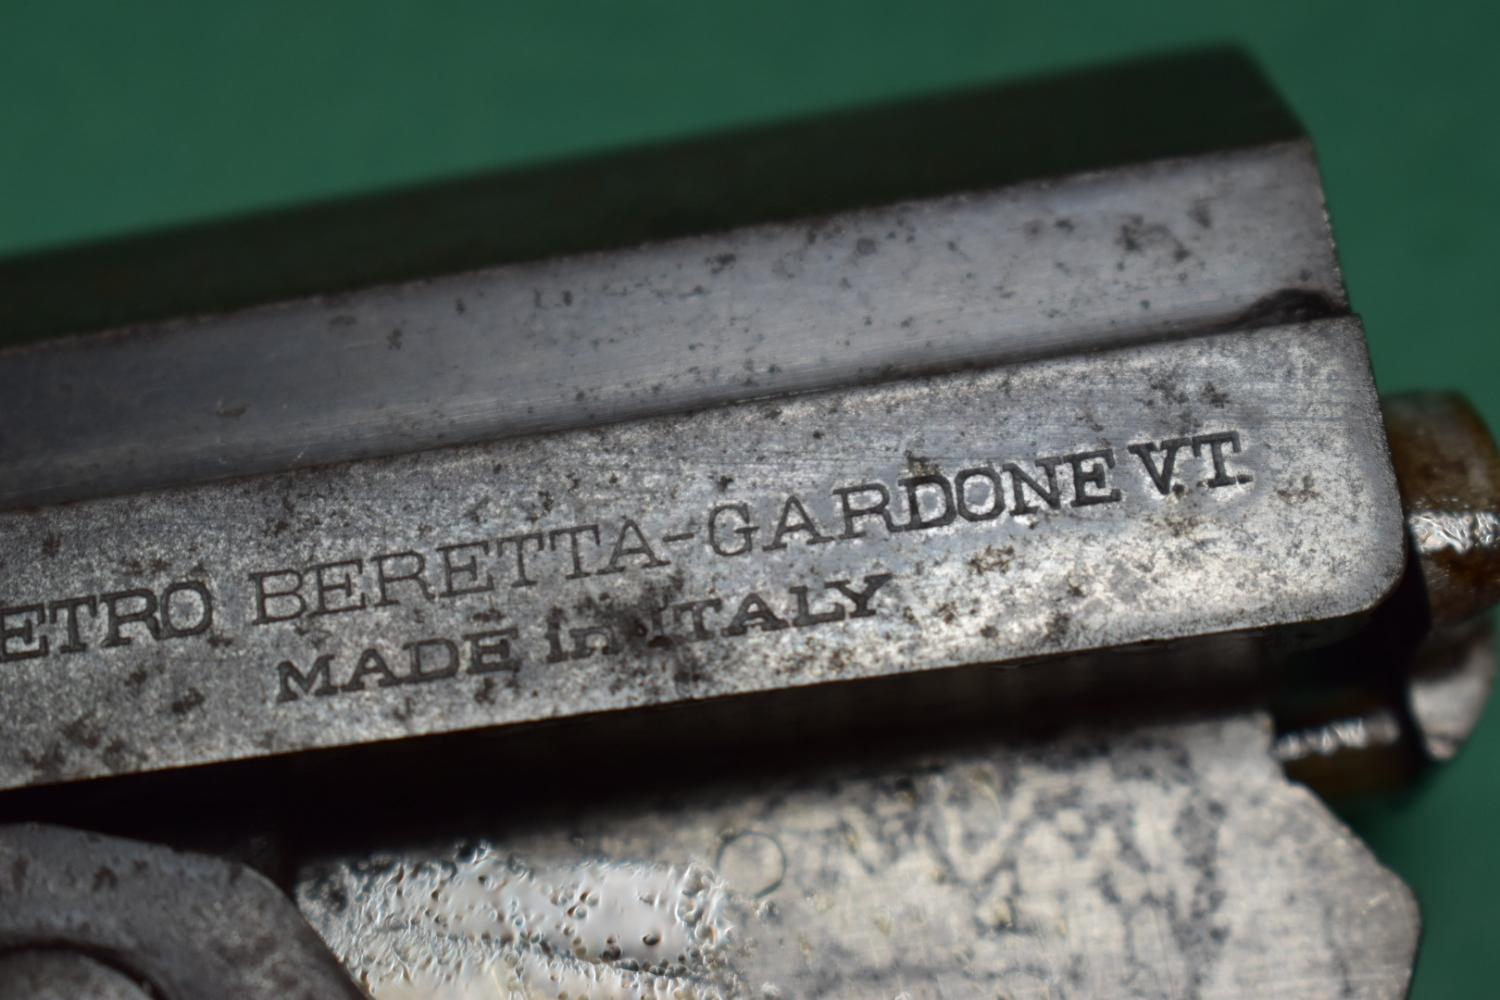 ETRO BERETTA-GARDONE V.T.
MADE in ITALY